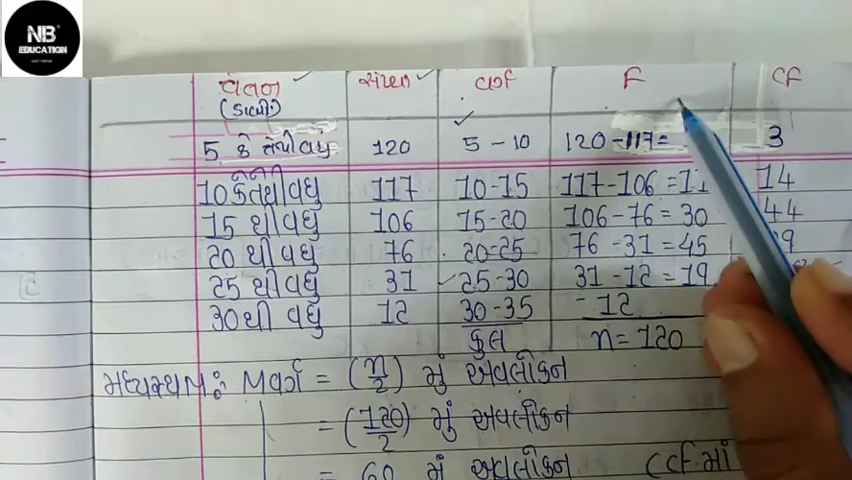 NB
EDUCATION
વેતન સંખ્યા વર્ગ F CF
5 કે તેથી વધુ 120 5 - 10 120 - 117 = 3
10 કે તેથી વધુ 117 10-15 117-106 = 11 14
15 થી વધુ 106 15-20 106-76 = 30 44
20 થી વધુ 76 20-25 76-31 = 45
25 થી વધુ 31 25-30 31-12 = 19
30 થી વધુ 12 30-35 - 12
કુલ n = 120
મધ્યસ્થ M : M વર્ગ = (n/2) મું અવલોકન
= (120/2) મું અવલોકન
= 60 મું અવલોકન (CF માં